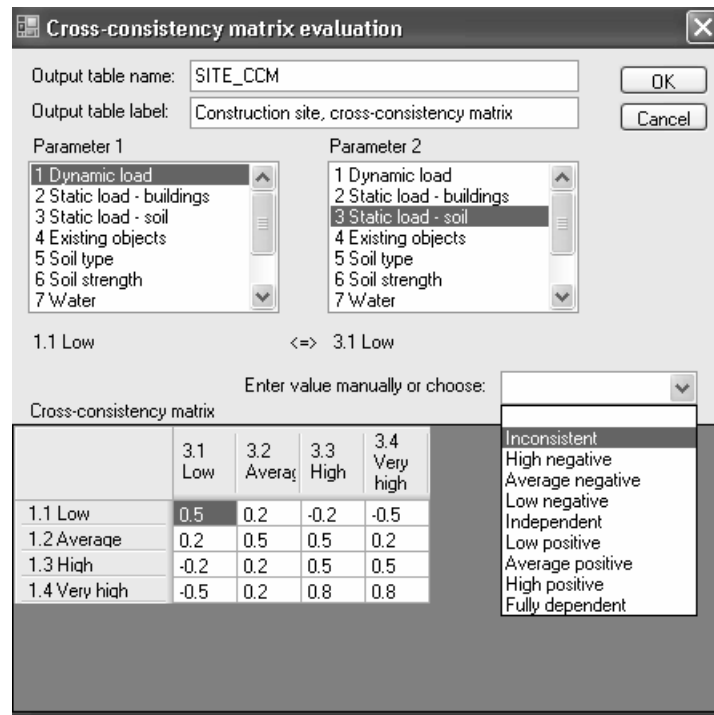 Cross-consistency matrix evaluation
Output table name: SITE_CCM
OK
Output table label: Construction site, cross-consistency matrix
Cancel
Parameter 1
1 Dynamic load
2 Static load - buildings
3 Static load - soil
4 Existing objects
5 Soil type
6 Soil strength
7 Water
Parameter 2
1 Dynamic load
2 Static load - buildings
3 Static load - soil
4 Existing objects
5 Soil type
6 Soil strength
7 Water
1.1 Low <=> 3.1 Low
Enter value manually or choose:
Inconsistent
High negative
Average negative
Low negative
Independent
Low positive
Average positive
High positive
Fully dependent
Cross-consistency matrix
3.1 Low 3.2 Averag 3.3 High 3.4 Very high
1.1 Low 0.5 0.2 -0.2 -0.5
1.2 Average 0.2 0.5 0.5 0.2
1.3 High -0.2 0.2 0.5 0.5
1.4 Very high -0.5 0.2 0.8 0.8